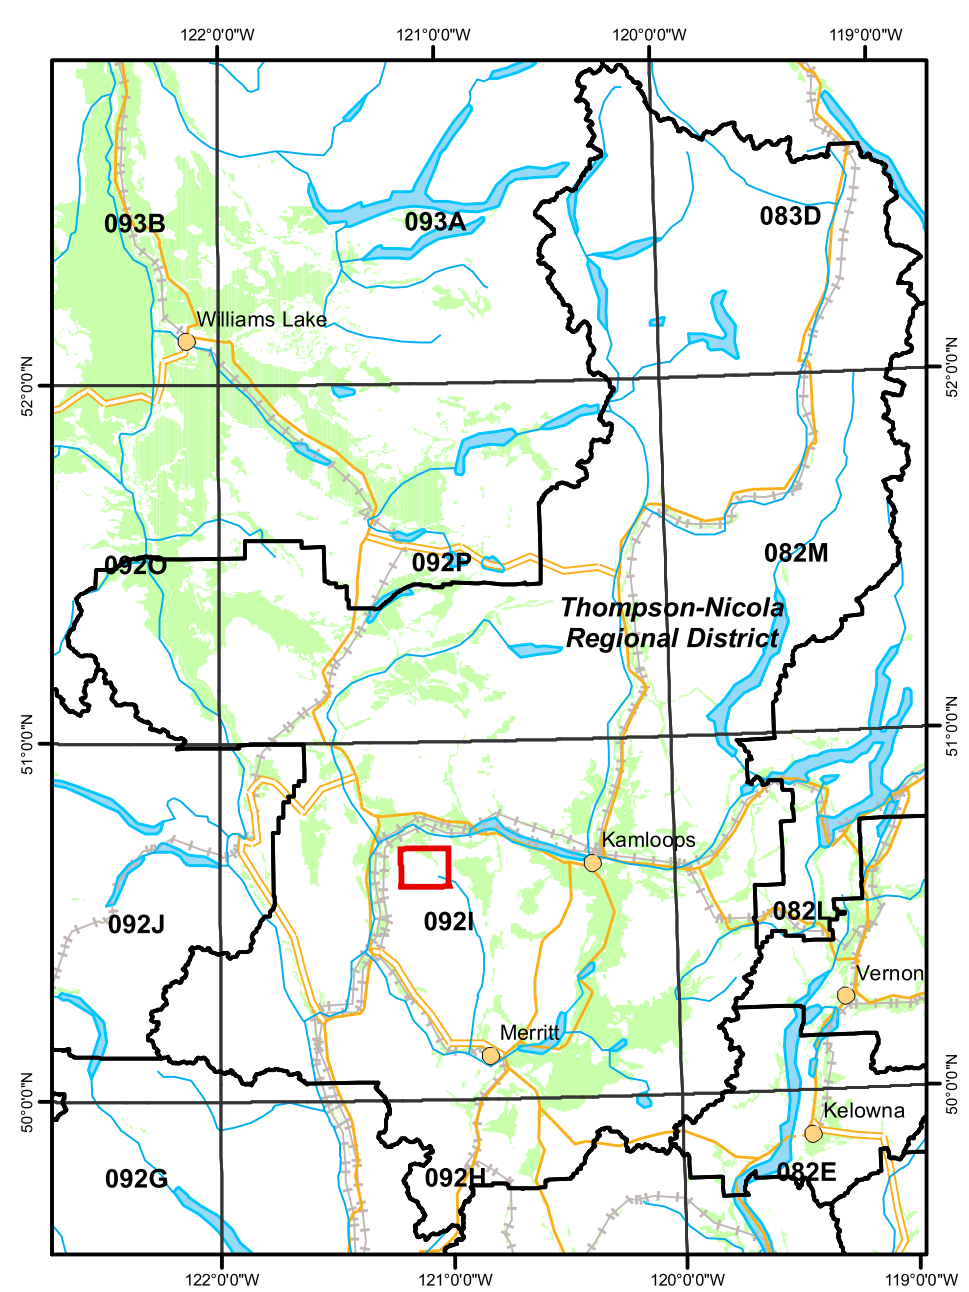 122°0'0"W 121°0'0"W 120°0'0"W 119°0'0"W
093B
093A
083D
Williams Lake
52°0'0"N
52°0'0"N
092O
092P
082M
Thompson-Nicola
Regional District
51°0'0"N
51°0'0"N
Kamloops
092J
092I
082L
Vernon
Merritt
50°0'0"N
50°0'0"N
Kelowna
092G
092H
082E
122°0'0"W 121°0'0"W 120°0'0"W 119°0'0"W